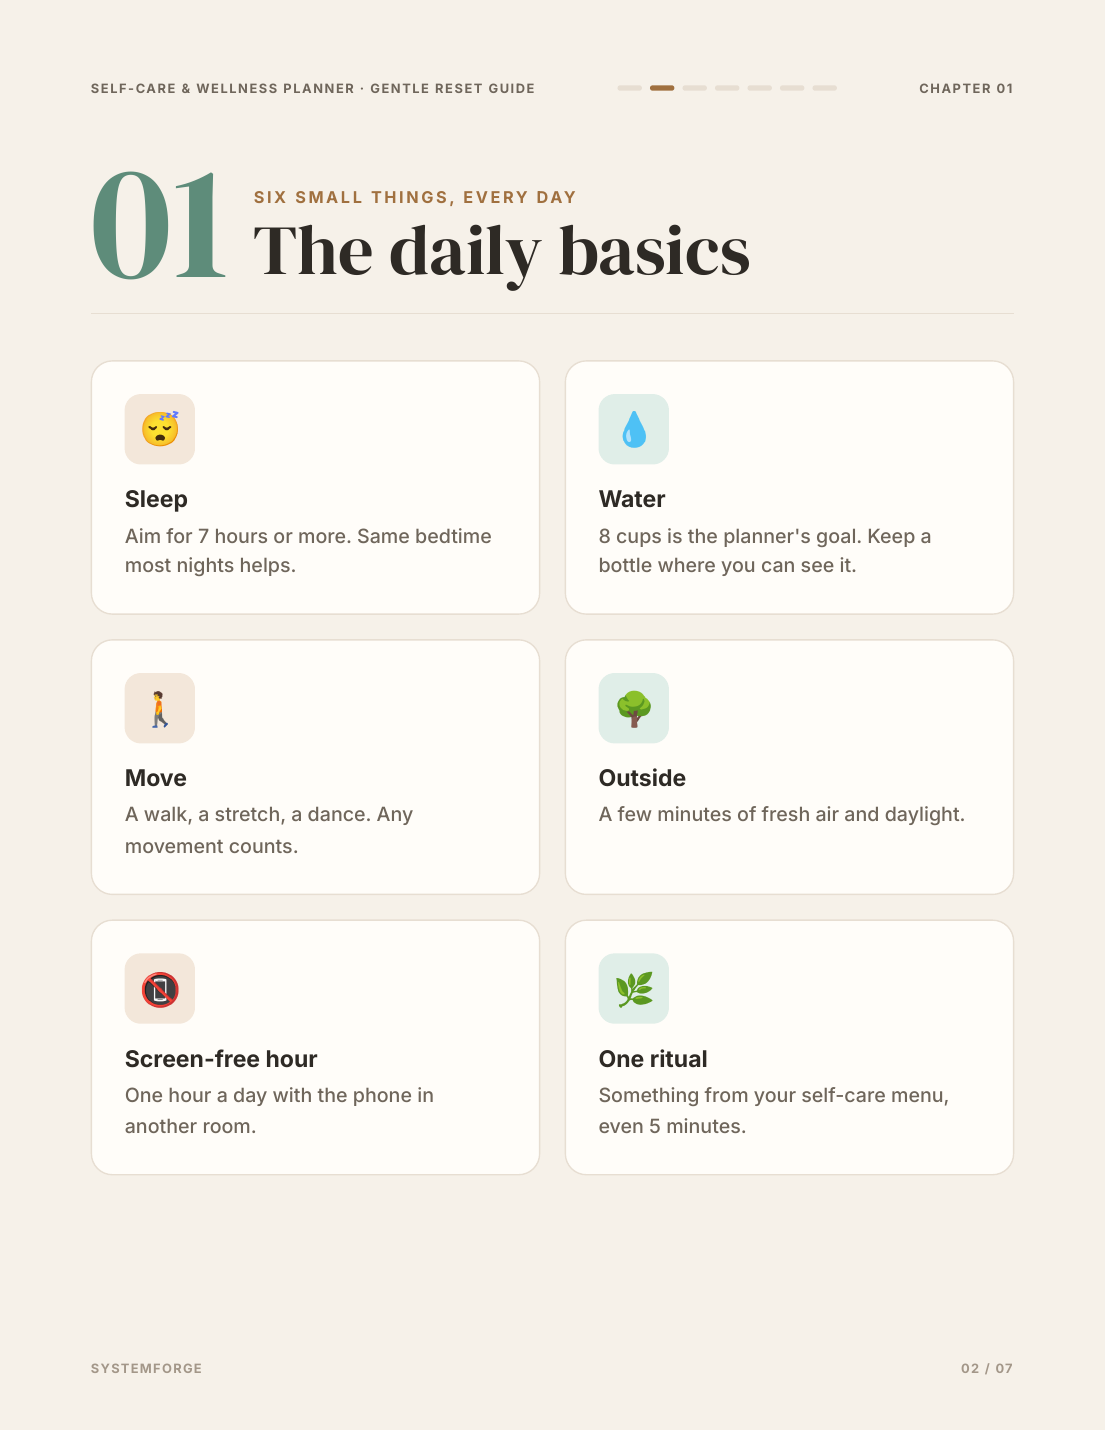 SELF-CARE & WELLNESS PLANNER · GENTLE RESET GUIDE
CHAPTER 01
01
SIX SMALL THINGS, EVERY DAY
The daily basics
Sleep
Aim for 7 hours or more. Same bedtime
most nights helps.
Water
8 cups is the planner's goal. Keep a
bottle where you can see it.
Move
A walk, a stretch, a dance. Any
movement counts.
Outside
A few minutes of fresh air and daylight.
Screen-free hour
One hour a day with the phone in
another room.
One ritual
Something from your self-care menu,
even 5 minutes.
SYSTEMFORGE
02 / 07